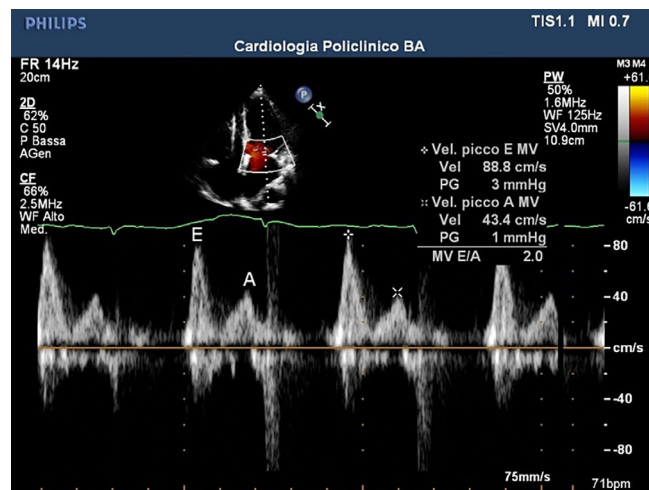 PHILIPS
TIS1.1 MI 0.7
Cardiologia Policlinico BA
FR 14Hz
20cm
2D
62%
C 50
P Bassa
AGen
CF
66%
2.5MHz
WF Alto
Med.
P
PW
50%
1.6MHz
WF 125Hz
SV4.0mm
10.9cm
M3 M4
+61.
-61.6
cm/s
Vel. picco E MV
Vel 88.8 cm/s
PG 3 mmHg
Vel. picco A MV
Vel 43.4 cm/s
PG 1 mmHg
MV E/A 2.0
E
A
80
40
cm/s
-40
-80
75mm/s
71bpm